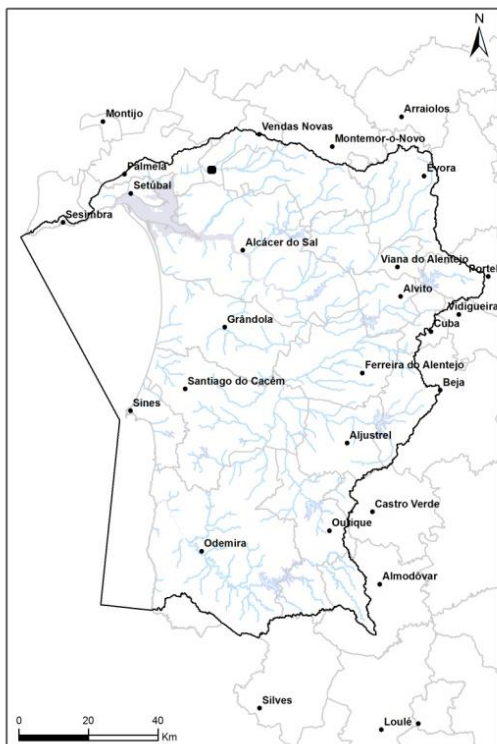 N
Montijo
Arraiolos
Vendas Novas
Montemor-o-Novo
Palmela
Évora
Setúbal
Sesimbra
Alcácer do Sal
Viana do Alentejo
Portel
Alvito
Vidigueira
Grândola
Cuba
Ferreira do Alentejo
Santiago do Cacém
Beja
Sines
Aljustrel
Castro Verde
Ourique
Odemira
Almodôvar
Silves
Loulé
0 20 40
Km